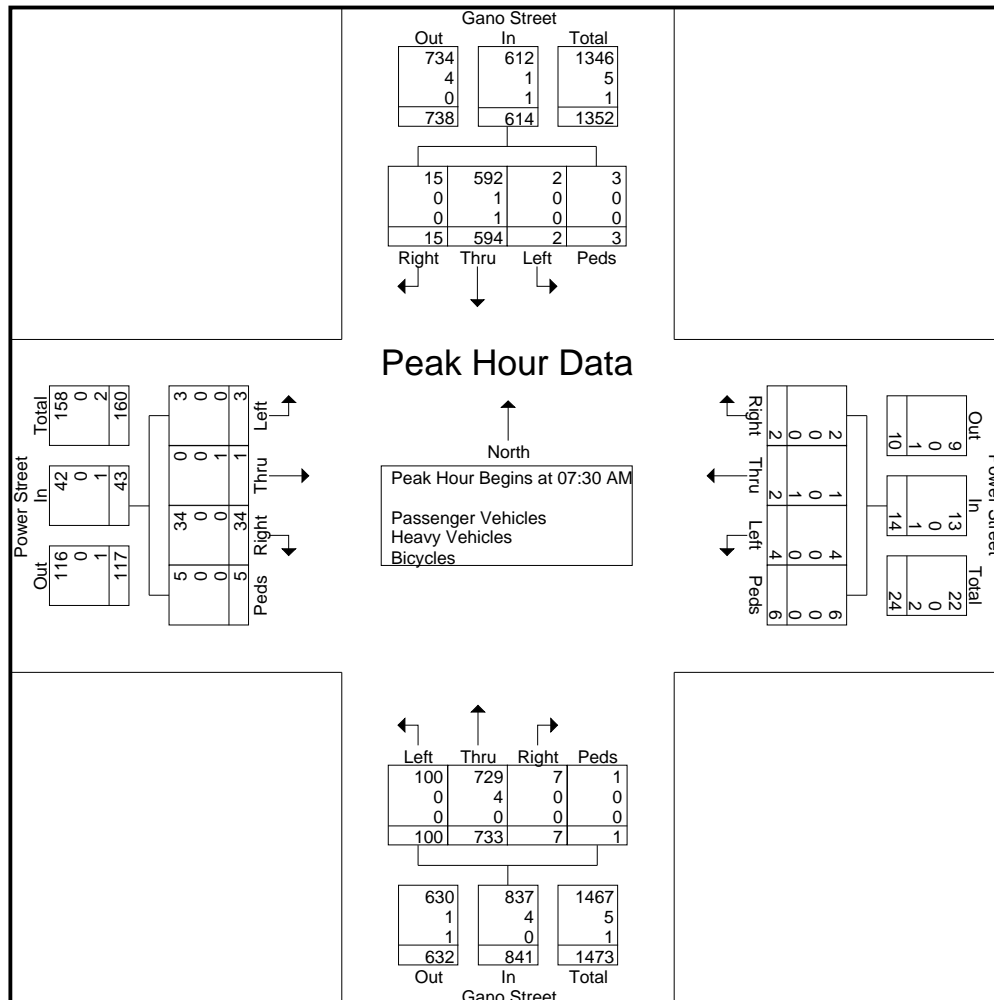 Gano Street
Out In Total
734 612 1346
4 1 5
0 1 1
738 614 1352
15 592 2 3
0 1 0 0
0 1 0 0
15 594 2 3
Right Thru Left Peds
Peak Hour Data
North
Peak Hour Begins at 07:30 AM
Passenger Vehicles
Heavy Vehicles
Bicycles
Power Street
Out In Total
116 42 158
0 0 0
1 1 2
117 43 160
Peds Right Thru Left
5 34 0 3
0 0 0 0
0 0 1 0
5 34 1 3
Power Street
Out In Total
9 13 22
0 0 0
1 1 2
10 14 24
2 1 4 6
0 0 0 0
0 1 0 0
2 2 4 6
Right Thru Left Peds
Left Thru Right Peds
100 729 7 1
0 4 0 0
0 0 0 0
100 733 7 1
630 837 1467
1 4 5
1 0 1
632 841 1473
Out In Total
Gano Street